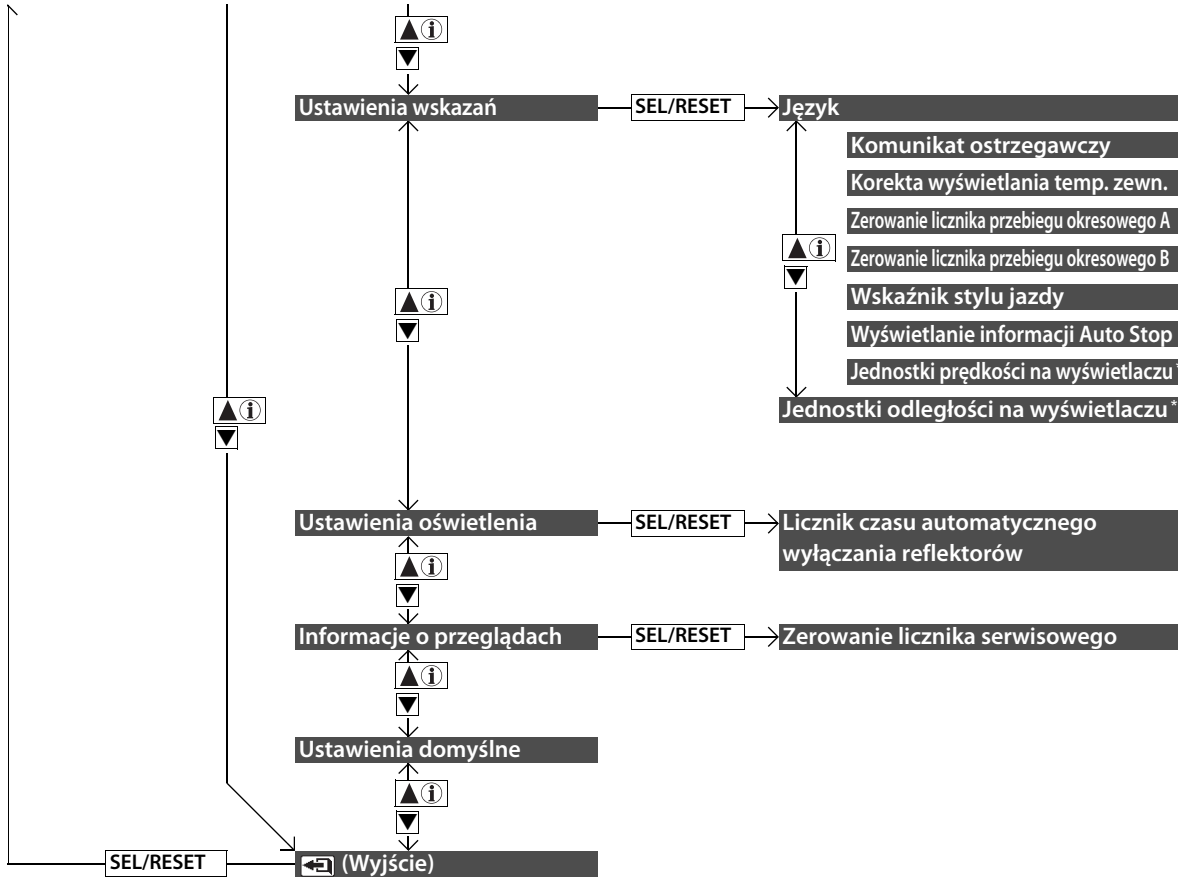 ▲ⓘ
▼
Ustawienia wskazań
SEL/RESET
Język
Komunikat ostrzegawczy
Korekta wyświetlania temp. zewn.
Zerowanie licznika przebiegu okresowego A
Zerowanie licznika przebiegu okresowego B
▲ⓘ
▼
Wskaźnik stylu jazdy
Wyświetlanie informacji Auto Stop
Jednostki prędkości na wyświetlaczu*
Jednostki odległości na wyświetlaczu*
▲ⓘ
▼
▲ⓘ
▼
Ustawienia oświetlenia
SEL/RESET
Licznik czasu automatycznego
wyłączania reflektorów
▲ⓘ
▼
Informacje o przeglądach
SEL/RESET
Zerowanie licznika serwisowego
▲ⓘ
▼
Ustawienia domyślne
▲ⓘ
▼
SEL/RESET
(Wyjście)